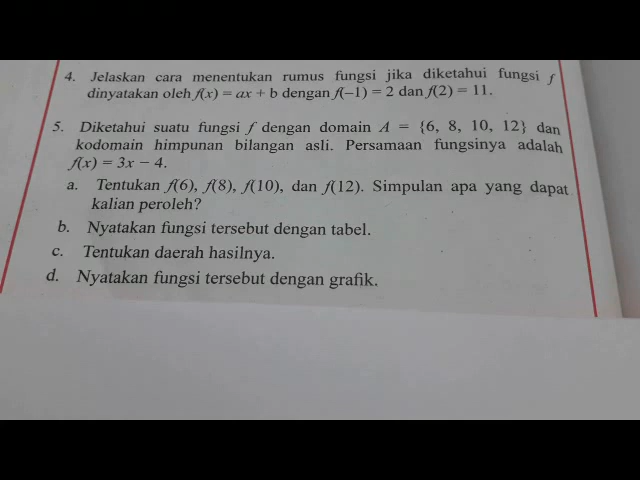 4. Jelaskan cara menentukan rumus fungsi jika diketahui fungsi f
dinyatakan oleh f(x) = ax + b dengan f(−1) = 2 dan f(2) = 11.
5. Diketahui suatu fungsi f dengan domain A = {6, 8, 10, 12} dan
kodomain himpunan bilangan asli. Persamaan fungsinya adalah
f(x) = 3x − 4.
a. Tentukan f(6), f(8), f(10), dan f(12). Simpulan apa yang dapat
kalian peroleh?
b. Nyatakan fungsi tersebut dengan tabel.
c. Tentukan daerah hasilnya.
d. Nyatakan fungsi tersebut dengan grafik.